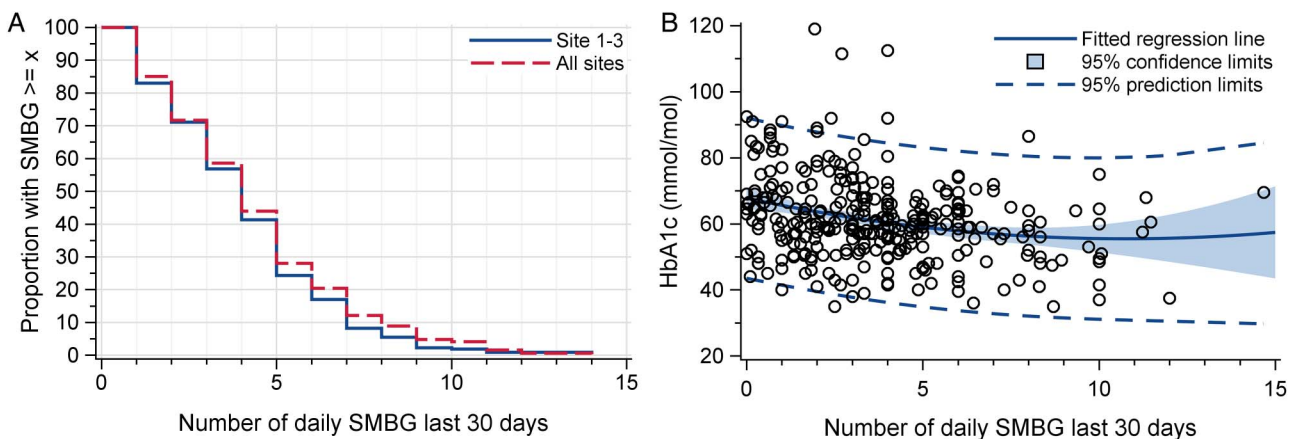 A
Proportion with SMBG >= x
100
90
80
70
60
50
40
30
20
10
0
0
5
10
15
Number of daily SMBG last 30 days
Site 1-3
All sites
B
HbA1c (mmol/mol)
120
100
80
60
40
20
0
5
10
15
Number of daily SMBG last 30 days
Fitted regression line
95% confidence limits
95% prediction limits